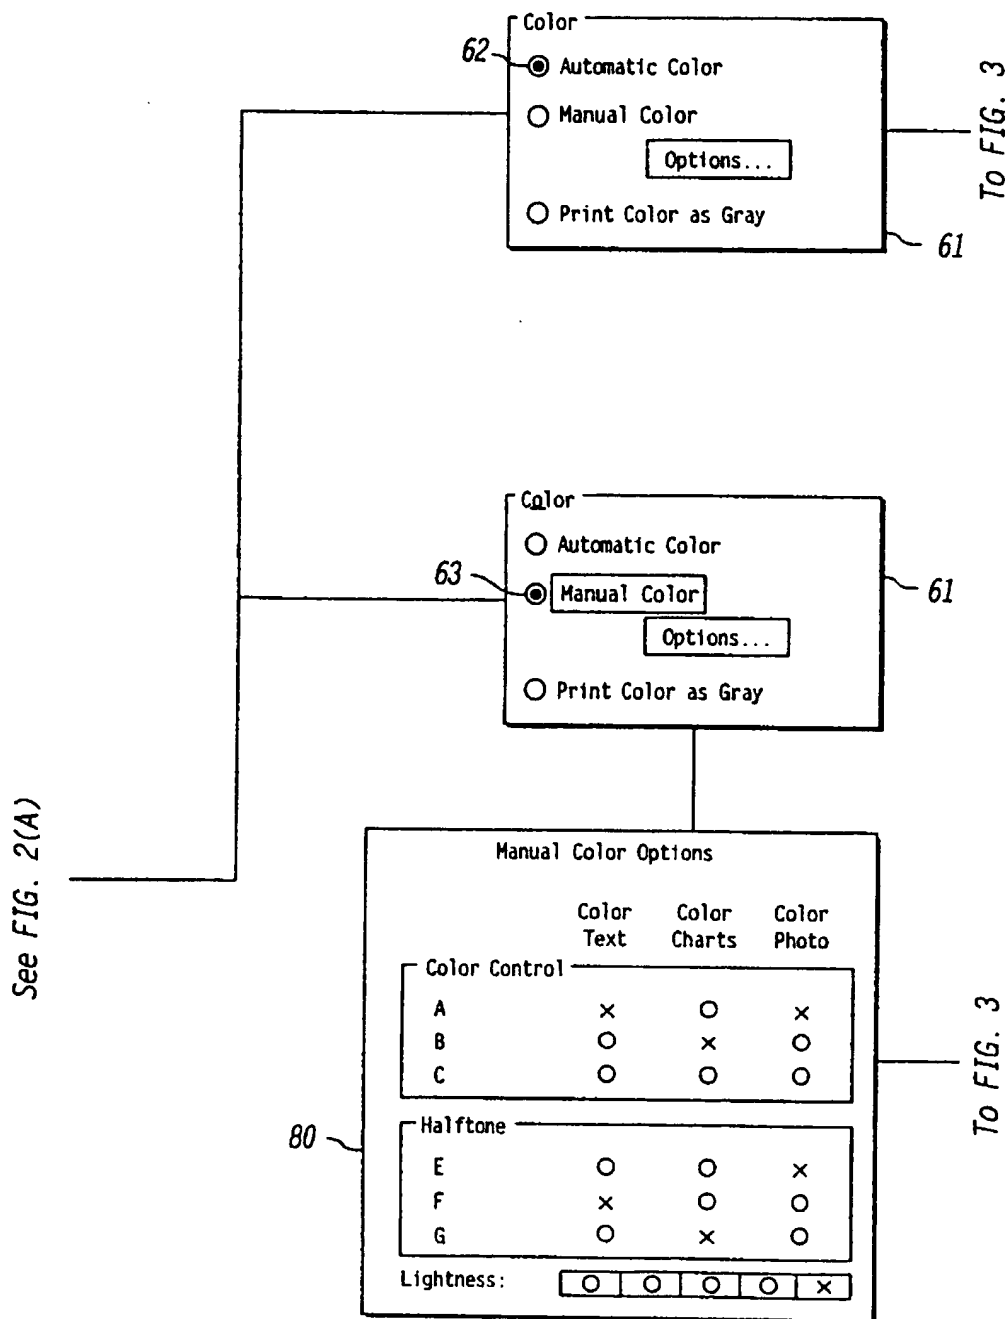 Color
62
Automatic Color
Manual Color
Options...
Print Color as Gray
61
To FIG. 3
Color
Automatic Color
63
Manual Color
61
Options...
Print Color as Gray
See FIG. 2(A)
Manual Color Options
Color Text
Color Charts
Color Photo
Color Control
A x O x
B O x O
C O O O
80
Halftone
E O O x
F x O O
G O x O
Lightness: O O O O x
To FIG. 3